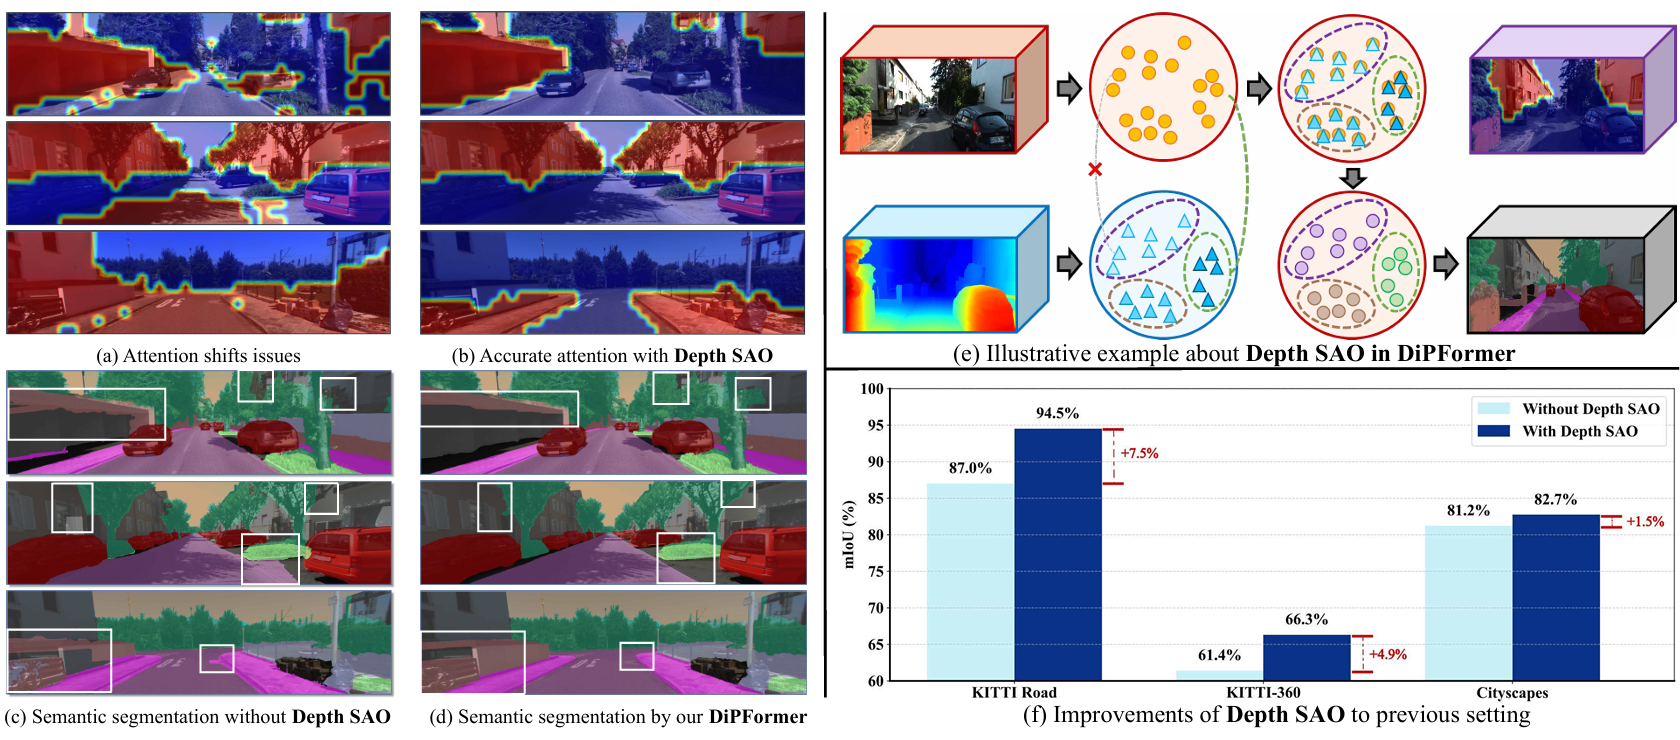 (a) Attention shifts issues
(b) Accurate attention with Depth SAO
(c) Semantic segmentation without Depth SAO
(d) Semantic segmentation by our DiPFormer
(e) Illustrative example about Depth SAO in DiPFormer
mIoU (%)
100
95
90
85
80
75
70
65
60
87.0%
94.5%
+7.5%
61.4%
66.3%
+4.9%
81.2%
82.7%
+1.5%
Without Depth SAO
With Depth SAO
KITTI Road
KITTI-360
Cityscapes
(f) Improvements of Depth SAO to previous setting